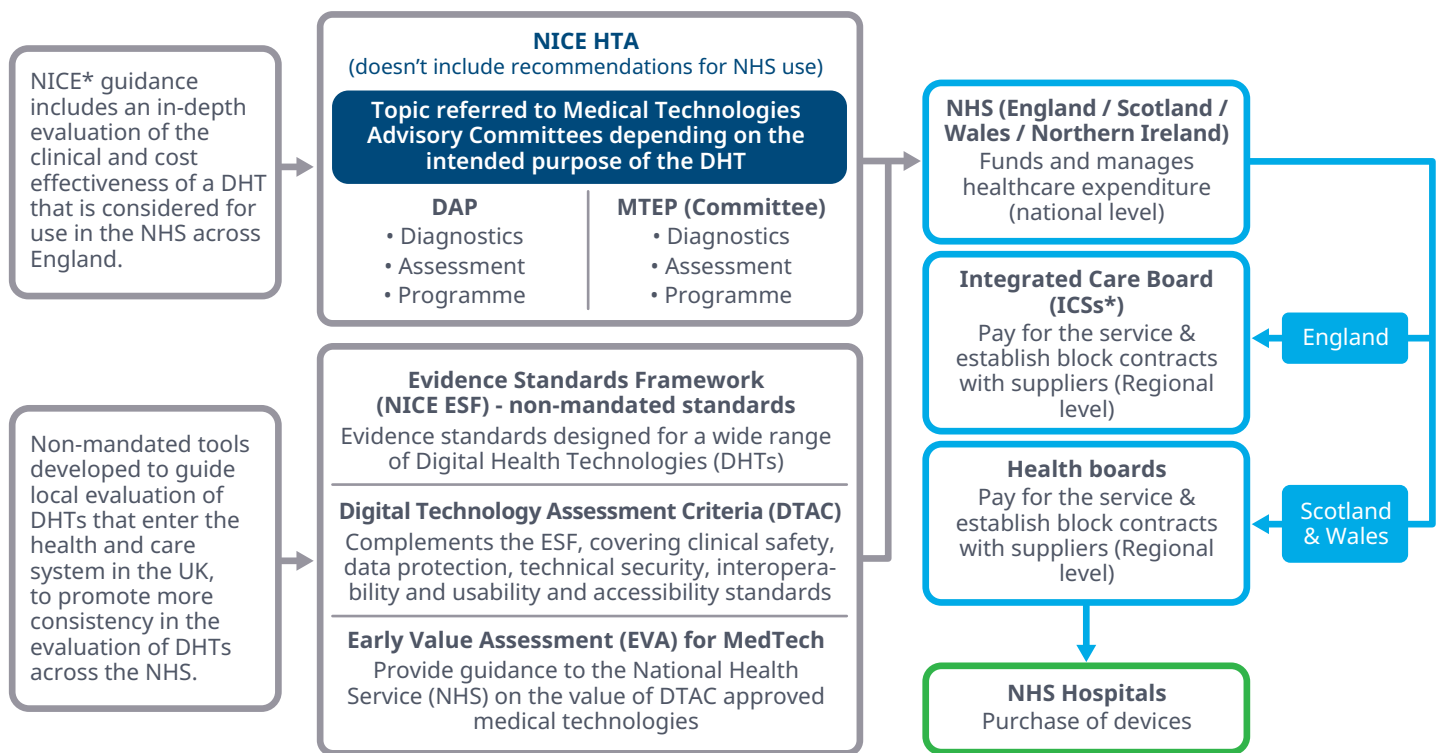 NICE* guidance
includes an in-depth
evaluation of the
clinical and cost
effectiveness of a DHT
that is considered for
use in the NHS across
England.
NICE HTA
(doesn’t include recommendations for NHS use)
Topic referred to Medical Technologies
Advisory Committees depending on the
intended purpose of the DHT
DAP
• Diagnostics
• Assessment
• Programme
MTEP (Committee)
• Diagnostics
• Assessment
• Programme
Non-mandated tools
developed to guide
local evaluation of
DHTs that enter the
health and care
system in the UK,
to promote more
consistency in the
evaluation of DHTs
across the NHS.
Evidence Standards Framework
(NICE ESF) - non-mandated standards
Evidence standards designed for a wide range
of Digital Health Technologies (DHTs)
Digital Technology Assessment Criteria (DTAC)
Complements the ESF, covering clinical safety,
data protection, technical security, interopera-
bility and usability and accessibility standards
Early Value Assessment (EVA) for MedTech
Provide guidance to the National Health
Service (NHS) on the value of DTAC approved
medical technologies
NHS (England / Scotland /
Wales / Northern Ireland)
Funds and manages
healthcare expenditure
(national level)
Integrated Care Board
(ICSs*)
Pay for the service &
establish block contracts
with suppliers (Regional
level)
England
Health boards
Pay for the service &
establish block contracts
with suppliers (Regional
level)
Scotland
& Wales
NHS Hospitals
Purchase of devices